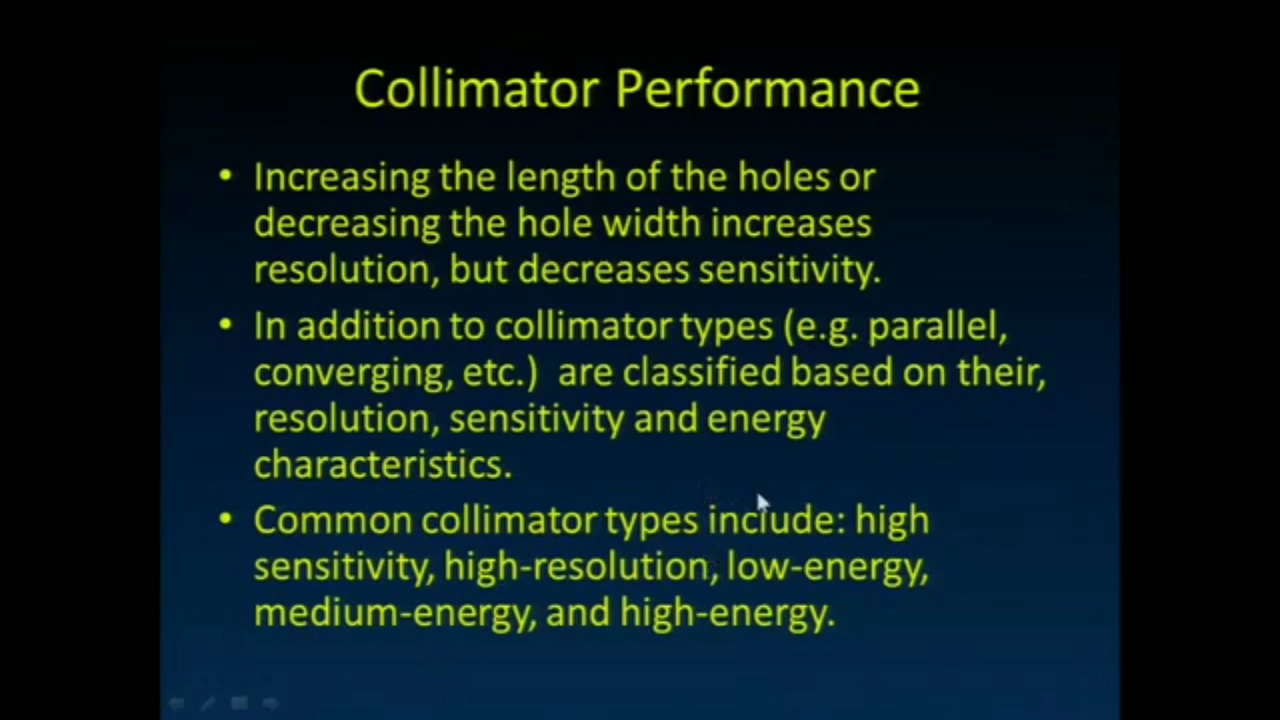 Collimator Performance
• Increasing the length of the holes or
decreasing the hole width increases
resolution, but decreases sensitivity.
• In addition to collimator types (e.g. parallel,
converging, etc.)  are classified based on their,
resolution, sensitivity and energy
characteristics.
• Common collimator types include: high
sensitivity, high-resolution, low-energy,
medium-energy, and high-energy.